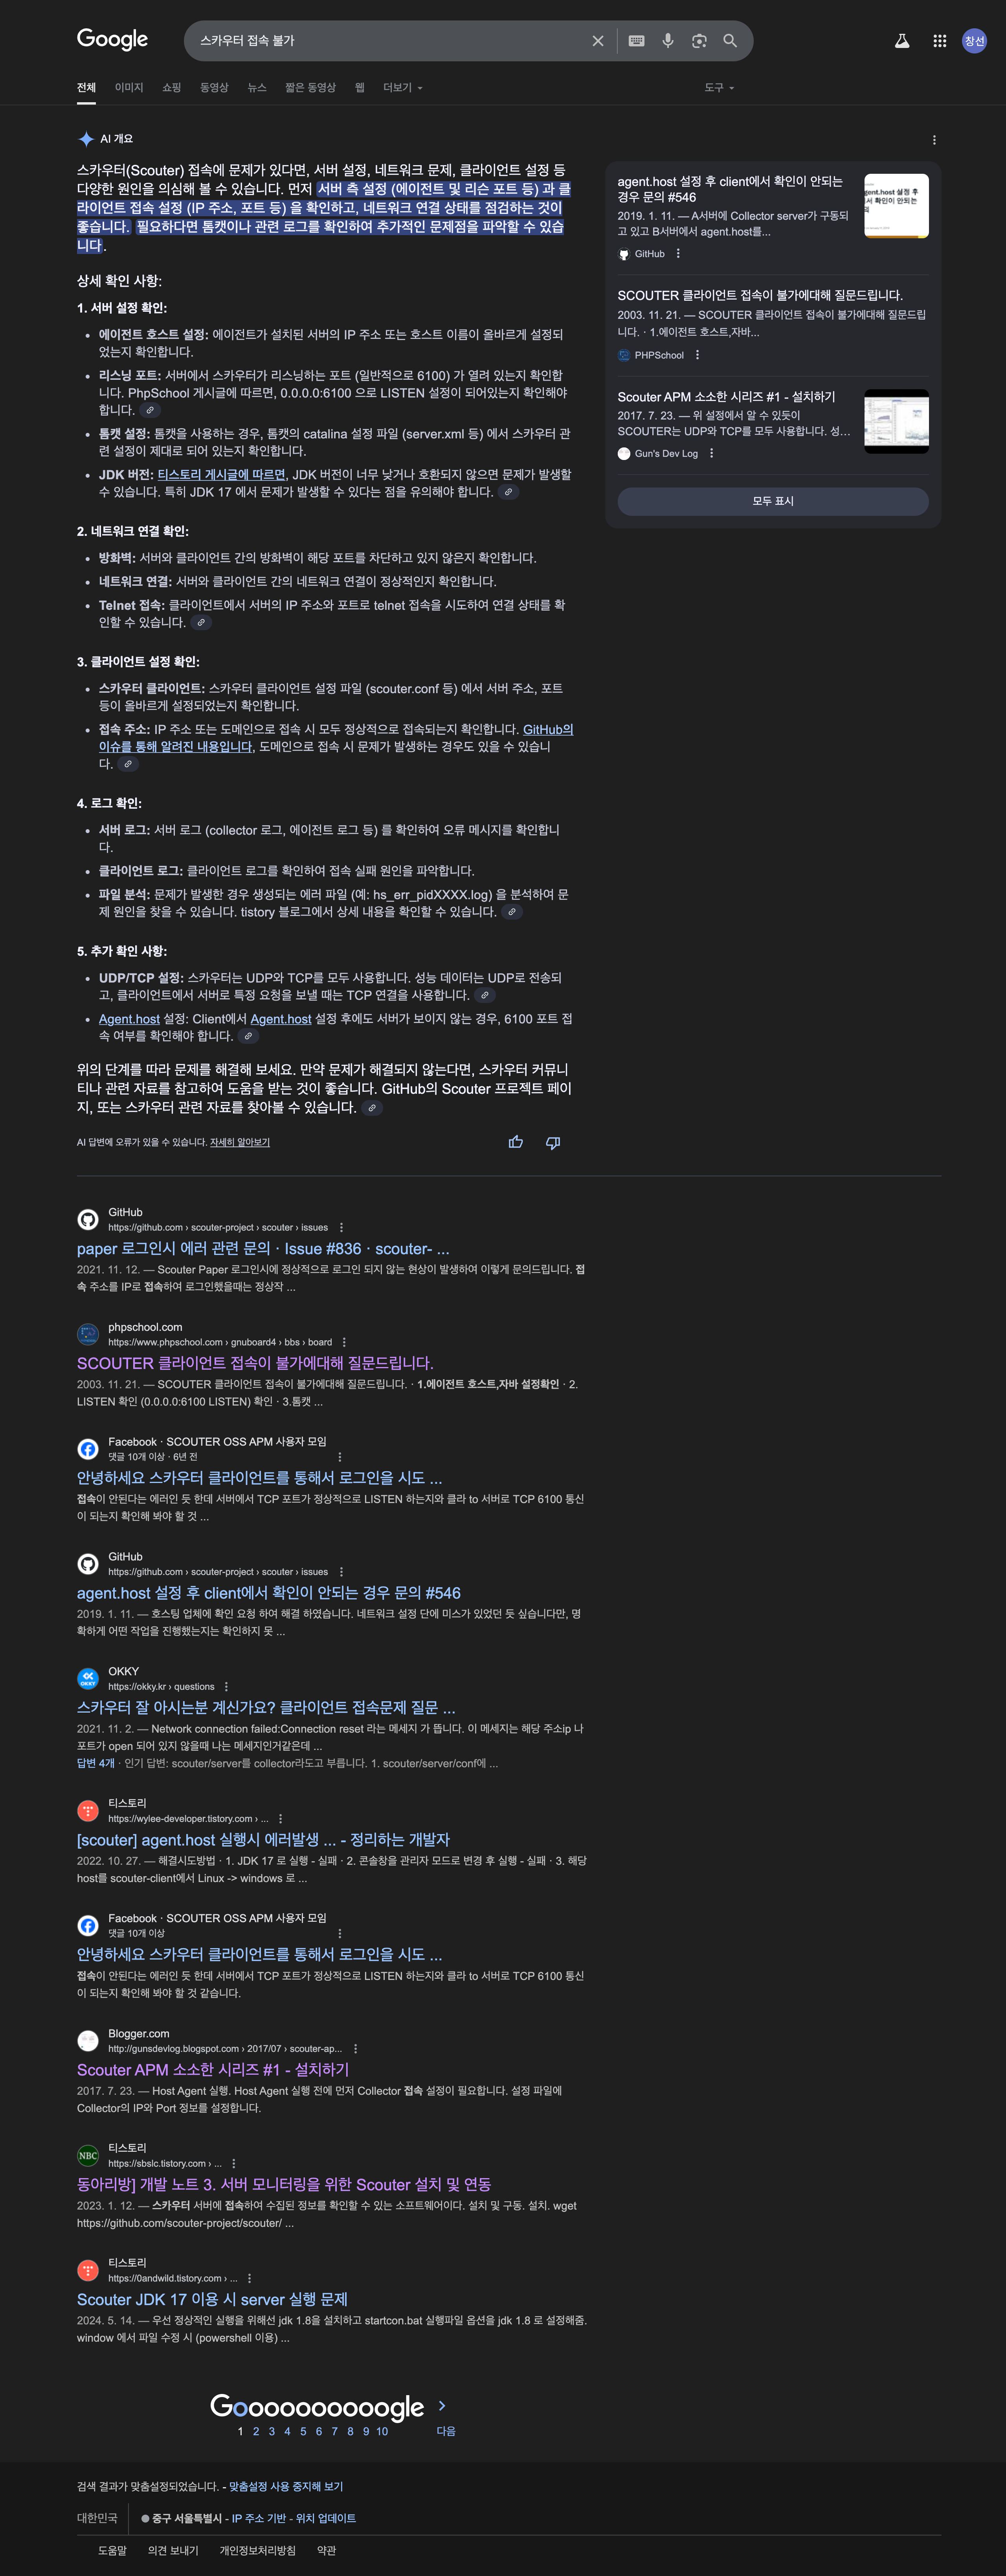 Google
스카우터 접속 불가
창선
전체 이미지 쇼핑 동영상 뉴스 짧은 동영상 웹 더보기 도구
AI 개요
스카우터(Scouter) 접속에 문제가 있다면, 서버 설정, 네트워크 문제, 클라이언트 설정 등
다양한 원인을 의심해 볼 수 있습니다. 먼저 서버 측 설정 (에이전트 및 리슨 포트 등) 과 클
라이언트 접속 설정 (IP 주소, 포트 등) 을 확인하고, 네트워크 연결 상태를 점검하는 것이
좋습니다. 필요하다면 톰캣이나 관련 로그를 확인하여 추가적인 문제점을 파악할 수 있습
니다.
상세 확인 사항:
1. 서버 설정 확인:
• 에이전트 호스트 설정: 에이전트가 설치된 서버의 IP 주소 또는 호스트 이름이 올바르게 설정되
었는지 확인합니다.
• 리스닝 포트: 서버에서 스카우터가 리스닝하는 포트 (일반적으로 6100) 가 열려 있는지 확인합
니다. PhpSchool 게시글에 따르면, 0.0.0.0:6100 으로 LISTEN 설정이 되어있는지 확인해야
합니다.
• 톰캣 설정: 톰캣을 사용하는 경우, 톰캣의 catalina 설정 파일 (server.xml 등) 에서 스카우터 관
련 설정이 제대로 되어 있는지 확인합니다.
• JDK 버전: 티스토리 게시글에 따르면, JDK 버전이 너무 낮거나 호환되지 않으면 문제가 발생할
수 있습니다. 특히 JDK 17 에서 문제가 발생할 수 있다는 점을 유의해야 합니다.
2. 네트워크 연결 확인:
• 방화벽: 서버와 클라이언트 간의 방화벽이 해당 포트를 차단하고 있지 않은지 확인합니다.
• 네트워크 연결: 서버와 클라이언트 간의 네트워크 연결이 정상적인지 확인합니다.
• Telnet 접속: 클라이언트에서 서버의 IP 주소와 포트로 telnet 접속을 시도하여 연결 상태를 확
인할 수 있습니다.
3. 클라이언트 설정 확인:
• 스카우터 클라이언트: 스카우터 클라이언트 설정 파일 (scouter.conf 등) 에서 서버 주소, 포트
등이 올바르게 설정되었는지 확인합니다.
• 접속 주소: IP 주소 또는 도메인으로 접속 시 모두 정상적으로 접속되는지 확인합니다. GitHub의
이슈를 통해 알려진 내용입니다, 도메인으로 접속 시 문제가 발생하는 경우도 있을 수 있습니
다.
4. 로그 확인:
• 서버 로그: 서버 로그 (collector 로그, 에이전트 로그 등) 를 확인하여 오류 메시지를 확인합니
다.
• 클라이언트 로그: 클라이언트 로그를 확인하여 접속 실패 원인을 파악합니다.
• 파일 분석: 문제가 발생한 경우 생성되는 에러 파일 (예: hs_err_pidXXXX.log) 을 분석하여 문
제 원인을 찾을 수 있습니다. tistory 블로그에서 상세 내용을 확인할 수 있습니다.
5. 추가 확인 사항:
• UDP/TCP 설정: 스카우터는 UDP와 TCP를 모두 사용합니다. 성능 데이터는 UDP로 전송되
고, 클라이언트에서 서버로 특정 요청을 보낼 때는 TCP 연결을 사용합니다.
• Agent.host 설정: Client에서 Agent.host 설정 후에도 서버가 보이지 않는 경우, 6100 포트 접
속 여부를 확인해야 합니다.
위의 단계를 따라 문제를 해결해 보세요. 만약 문제가 해결되지 않는다면, 스카우터 커뮤니
티나 관련 자료를 참고하여 도움을 받는 것이 좋습니다. GitHub의 Scouter 프로젝트 페이
지, 또는 스카우터 관련 자료를 찾아볼 수 있습니다.
AI 답변에 오류가 있을 수 있습니다. 자세히 알아보기
agent.host 설정 후 client에서 확인이 안되는
경우 문의 #546
2019. 1. 11. — A서버에 Collector server가 구동되
고 있고 B서버에서 agent.host를...
GitHub
SCOUTER 클라이언트 접속이 불가에대해 질문드립니다.
2003. 11. 21. — SCOUTER 클라이언트 접속이 불가에대해 질문드립
니다. · 1.에이전트 호스트,자바...
PHPSchool
Scouter APM 소소한 시리즈 #1 - 설치하기
2017. 7. 23. — 위 설정에서 알 수 있듯이
SCOUTER는 UDP와 TCP를 모두 사용합니다. 성…
Gun's Dev Log
모두 표시
GitHub
https://github.com › scouter-project › scouter › issues
paper 로그인시 에러 관련 문의 · Issue #836 · scouter- ...
2021. 11. 12. — Scouter Paper 로그인시에 정상적으로 로그인 되지 않는 현상이 발생하여 이렇게 문의드립니다. 접
속 주소를 IP로 접속하여 로그인했을때는 정상작 ...
phpschool.com
https://www.phpschool.com › gnuboard4 › bbs › board
SCOUTER 클라이언트 접속이 불가에대해 질문드립니다.
2003. 11. 21. — SCOUTER 클라이언트 접속이 불가에대해 질문드립니다. · 1.에이전트 호스트,자바 설정확인 · 2.
LISTEN 확인 (0.0.0.0:6100 LISTEN) 확인 · 3.톰캣 ...
Facebook · SCOUTER OSS APM 사용자 모임
댓글 10개 이상 · 6년 전
안녕하세요 스카우터 클라이언트를 통해서 로그인을 시도 ...
접속이 안된다는 에러인 듯 한데 서버에서 TCP 포트가 정상적으로 LISTEN 하는지와 클라 to 서버로 TCP 6100 통신
이 되는지 확인해 봐야 할 것 ...
GitHub
https://github.com › scouter-project › scouter › issues
agent.host 설정 후 client에서 확인이 안되는 경우 문의 #546
2019. 1. 11. — 호스팅 업체에 확인 요청 하여 해결 하였습니다. 네트워크 설정 단에 미스가 있었던 듯 싶습니다만, 명
확하게 어떤 작업을 진행했는지는 확인하지 못 ...
OKKY
https://okky.kr › questions
스카우터 잘 아시는분 계신가요? 클라이언트 접속문제 질문 ...
2021. 11. 2. — Network connection failed:Connection reset 라는 메세지 가 뜹니다. 이 메세지는 해당 주소ip 나
포트가 open 되어 있지 않을때 나는 메세지인거같은데 ...
답변 4개 · 인기 답변: scouter/server를 collector라도고 부릅니다. 1. scouter/server/conf에 ...
티스토리
https://wylee-developer.tistory.com › ...
[scouter] agent.host 실행시 에러발생 ... - 정리하는 개발자
2022. 10. 27. — 해결시도방법 · 1. JDK 17 로 실행 - 실패 · 2. 콘솔창을 관리자 모드로 변경 후 실행 - 실패 · 3. 해당
host를 scouter-client에서 Linux -> windows 로 ...
Facebook · SCOUTER OSS APM 사용자 모임
댓글 10개 이상
안녕하세요 스카우터 클라이언트를 통해서 로그인을 시도 ...
접속이 안된다는 에러인 듯 한데 서버에서 TCP 포트가 정상적으로 LISTEN 하는지와 클라 to 서버로 TCP 6100 통신
이 되는지 확인해 봐야 할 것 같습니다.
Blogger.com
http://gunsdevlog.blogspot.com › 2017/07 › scouter-ap...
Scouter APM 소소한 시리즈 #1 - 설치하기
2017. 7. 23. — Host Agent 실행. Host Agent 실행 전에 먼저 Collector 접속 설정이 필요합니다. 설정 파일에
Collector의 IP와 Port 정보를 설정합니다.
NBC
티스토리
https://sbslc.tistory.com › ...
동아리방] 개발 노트 3. 서버 모니터링을 위한 Scouter 설치 및 연동
2023. 1. 12. — 스카우터 서버에 접속하여 수집된 정보를 확인할 수 있는 소프트웨어이다. 설치 및 구동. 설치. wget
https://github.com/scouter-project/scouter/ ...
티스토리
https://0andwild.tistory.com › ...
Scouter JDK 17 이용 시 server 실행 문제
2024. 5. 14. — 우선 정상적인 실행을 위해선 jdk 1.8을 설치하고 startcon.bat 실행파일 옵션을 jdk 1.8 로 설정해줌.
window 에서 파일 수정 시 (powershell 이용) ...
Goooooooooogle
1 2 3 4 5 6 7 8 9 10 다음
검색 결과가 맞춤설정되었습니다. - 맞춤설정 사용 중지해 보기
대한민국 중구 서울특별시 - IP 주소 기반 - 위치 업데이트
도움말 의견 보내기 개인정보처리방침 약관